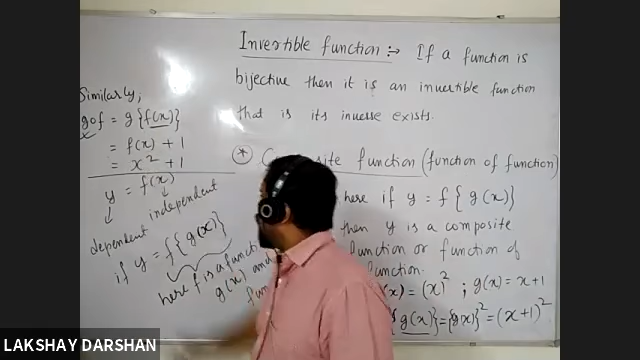 Invertible function :- If a function is
bijective then it is an invertible function
that is its inverse exists.
Similarly,
gof = g{f(x)}
= f(x) + 1
= x² + 1
y = f(x)
dependent independent
if y = f{g(x)}
here f is a function
g(x) and
* function (function of function)
here if y = f{g(x)}
then y is a composite
function or function of
function.
(x) = (x)² ; g(x) = x+1
{g(x)} = {g(x)}² = (x+1)²
LAKSHAY DARSHAN